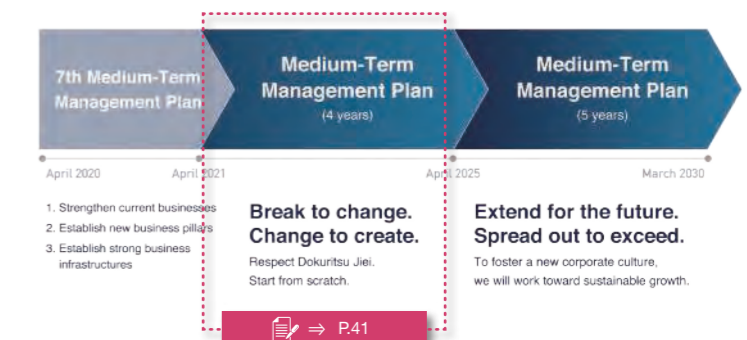 7th Medium-Term
Management Plan
Medium-Term
Management Plan
(4 years)
Medium-Term
Management Plan
(5 years)
April 2020
April 2021
April 2025
March 2030
1. Strengthen current businesses
2. Establish new business pillars
3. Establish strong business
infrastructures
Break to change.
Change to create.
Respect Dokuritsu Jiei.
Start from scratch.
Extend for the future.
Spread out to exceed.
To foster a new corporate culture,
we will work toward sustainable growth.
⇒ P.41